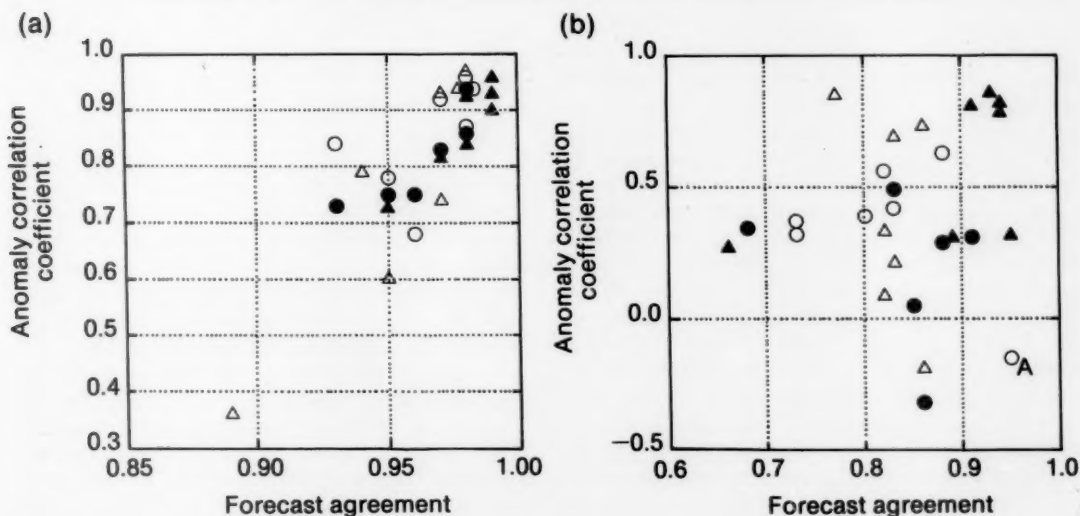 (a)
Anomaly correlation
coefficient
1.0
0.9
0.8
0.7
0.6
0.5
0.4
0.3
0.85
0.90
0.95
1.00
Forecast agreement
(b)
Anomaly correlation
coefficient
1.0
0.5
0.0
−0.5
0.6
0.7
0.8
0.9
1.0
A
Forecast agreement